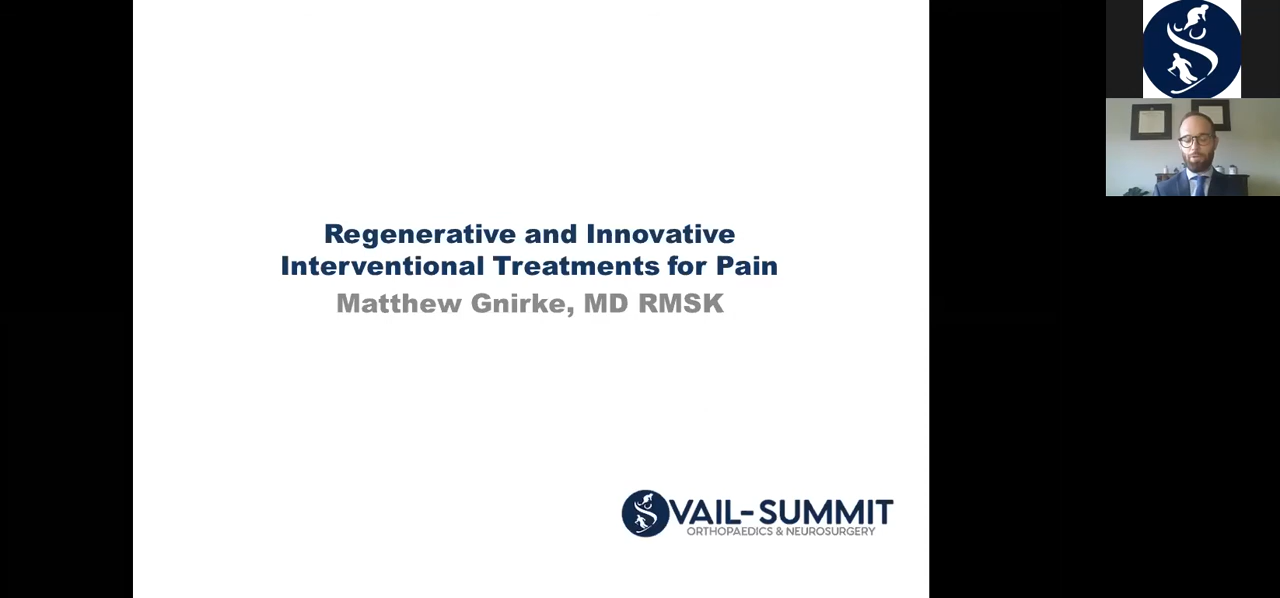 Regenerative and Innovative
Interventional Treatments for Pain
Matthew Gnirke, MD RMSK
VAIL-SUMMIT
ORTHOPAEDICS & NEUROSURGERY